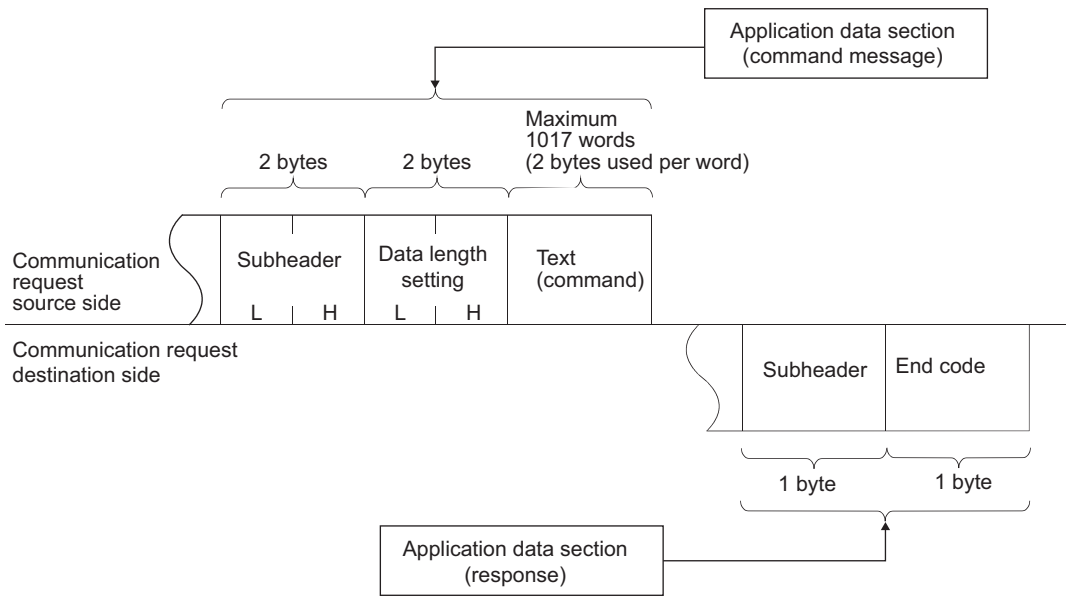 Application data section
(command message)
Maximum
1017 words
(2 bytes used per word)
2 bytes
2 bytes
Communication
request
source side
Subheader
L
H
Data length
setting
L
H
Text
(command)
Communication request
destination side
Subheader
End code
1 byte
1 byte
Application data section
(response)